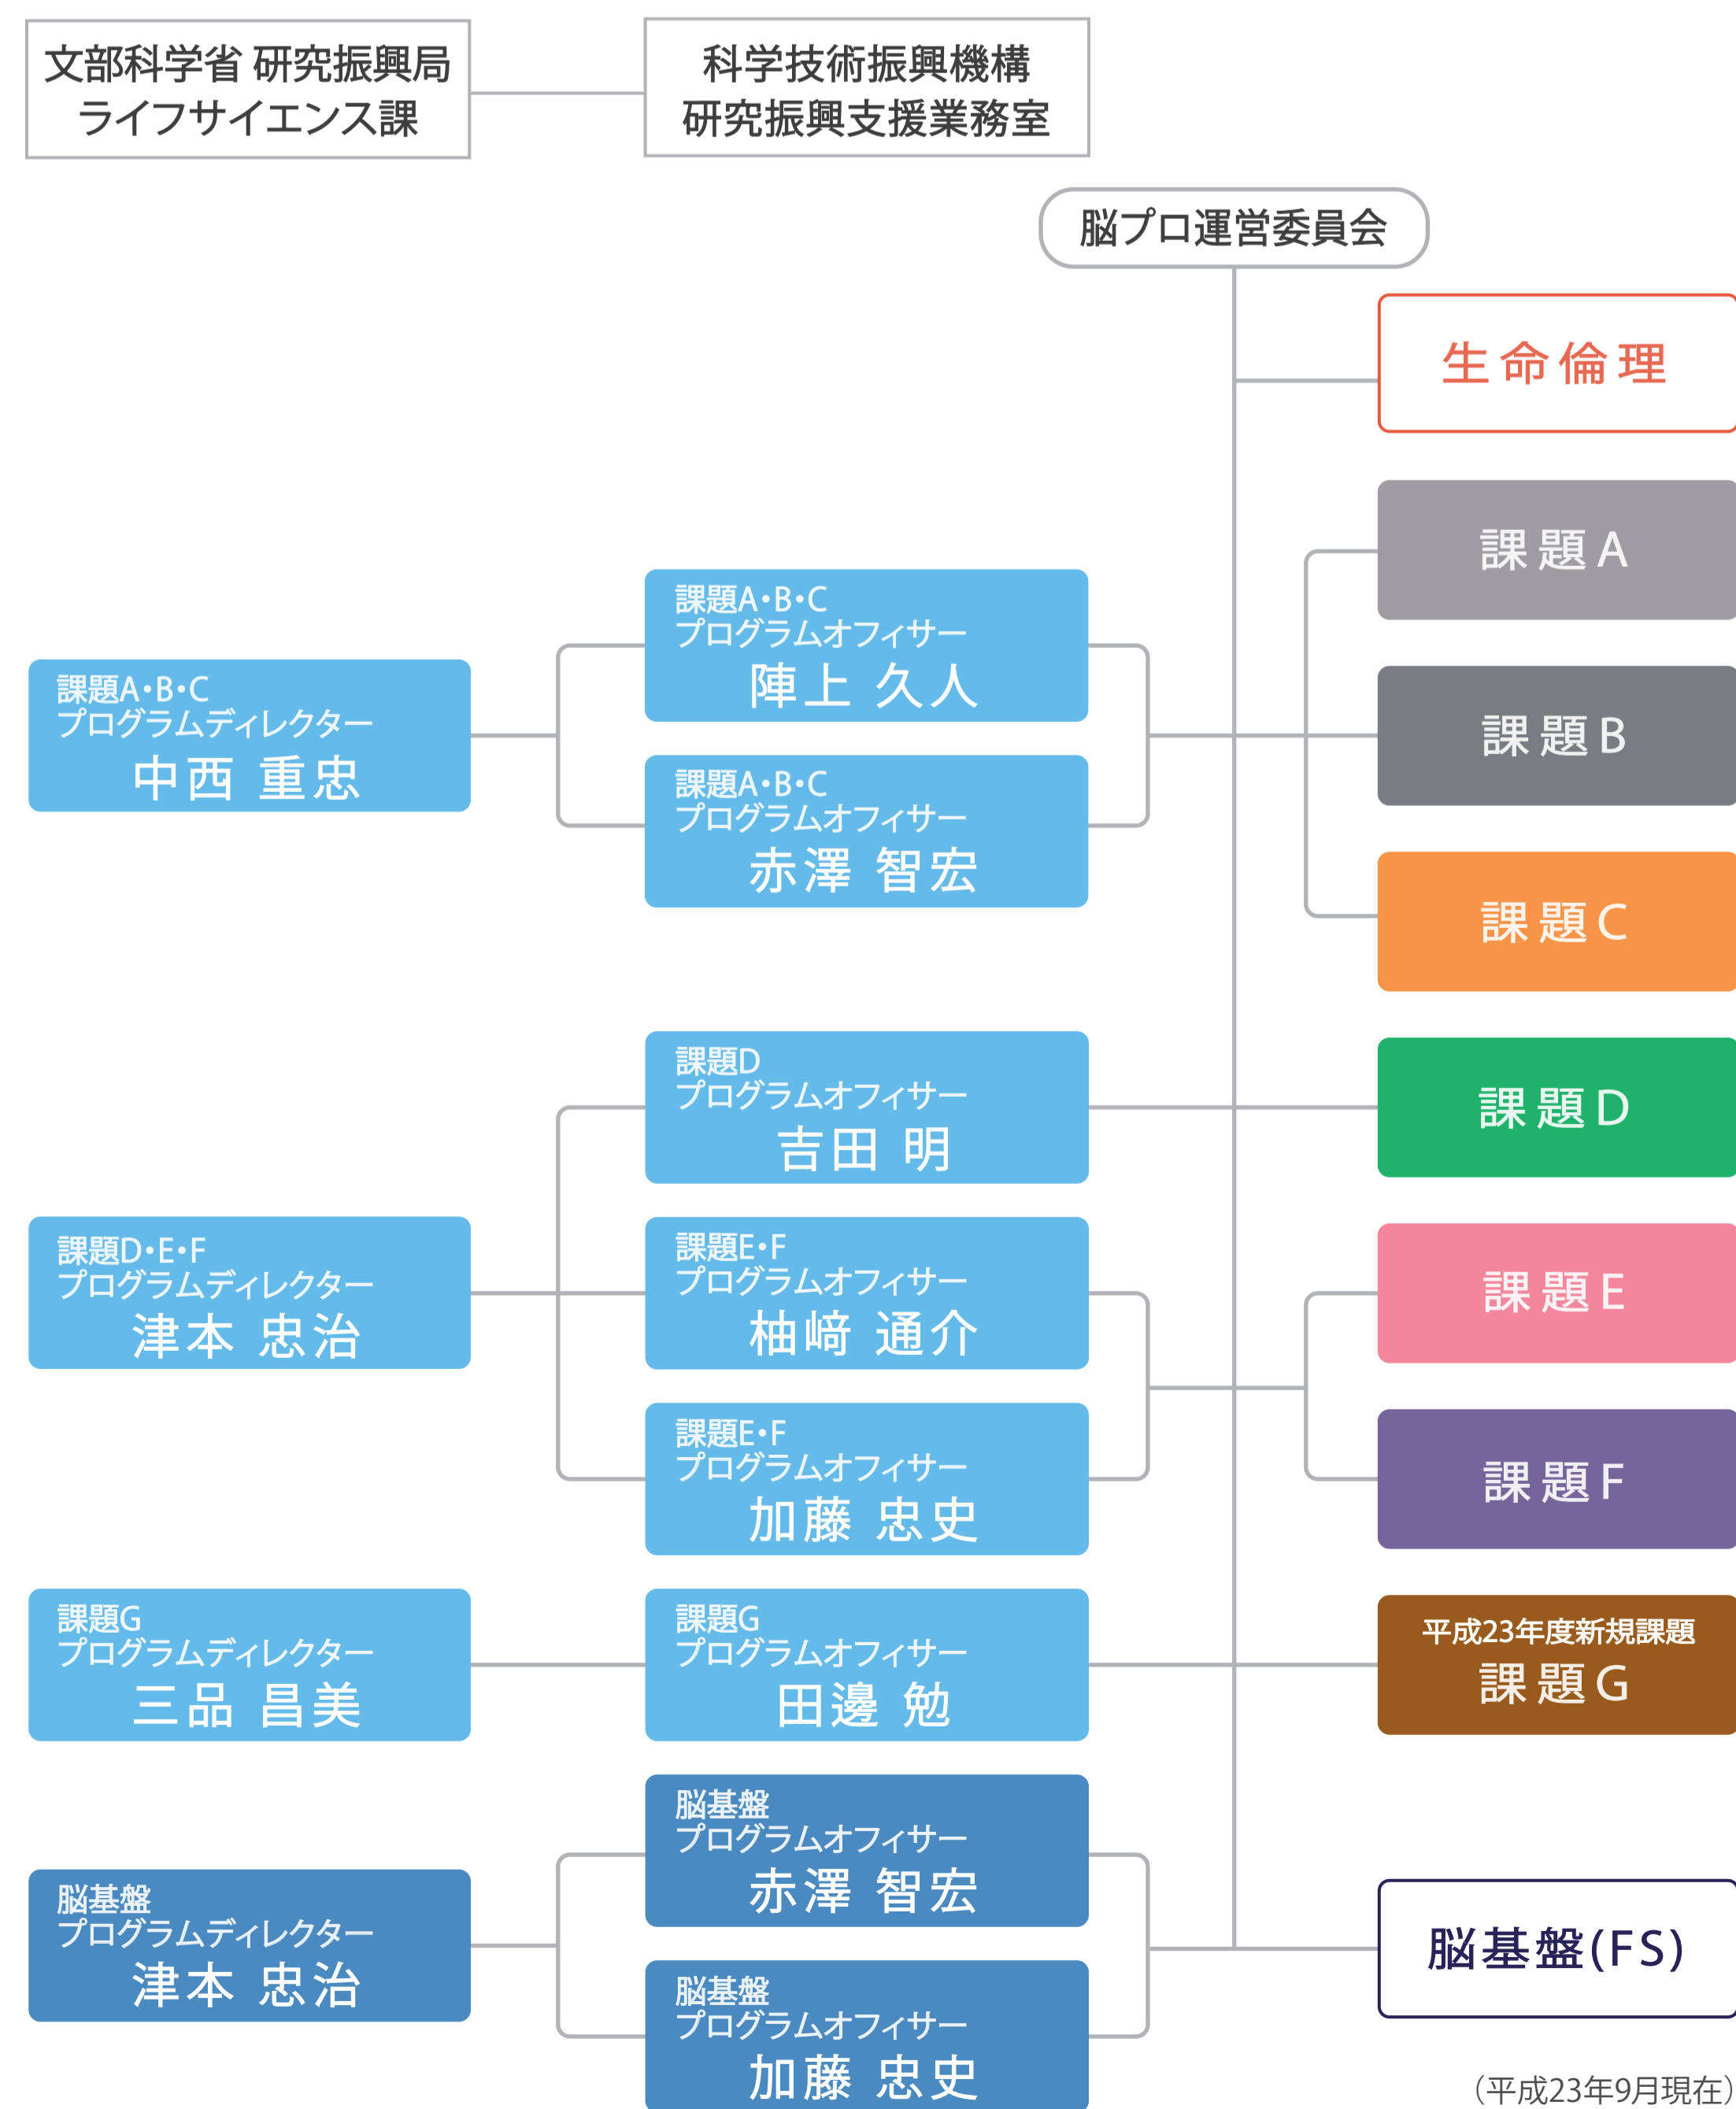 文部科学省 研究振興局
ライフサイエンス課
科学技術振興機構
研究振興支援業務室
脳プロ運営委員会
生命倫理
課題A
課題A・B・C
プログラムオフィサー
陣上 久人
課題A・B・C
プログラムディレクター
中西 重忠
課題B
課題A・B・C
プログラムオフィサー
赤澤 智宏
課題C
課題D
プログラムオフィサー
吉田 明
課題D
課題D・E・F
プログラムディレクター
津本 忠治
課題E・F
プログラムオフィサー
柚﨑 通介
課題E
課題E・F
プログラムオフィサー
加藤 忠史
課題F
課題G
プログラムディレクター
三品 昌美
課題G
プログラムオフィサー
田邊 勉
平成23年度新規課題
課題G
脳基盤
プログラムオフィサー
赤澤 智宏
脳基盤
プログラムディレクター
津本 忠治
脳基盤(FS)
脳基盤
プログラムオフィサー
加藤 忠史
（平成23年9月現在）